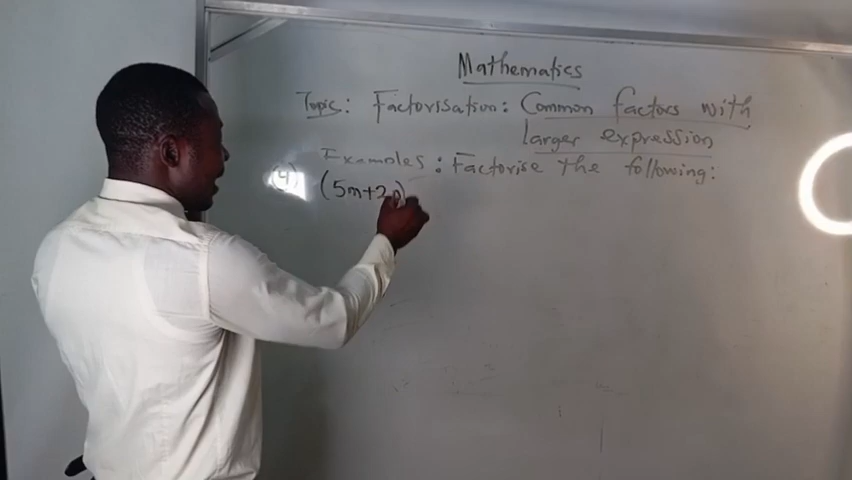 Mathematics
Topic: Factorisation: Common factors with
larger expression
Examples: Factorise the following:
(4) (5m+2n)